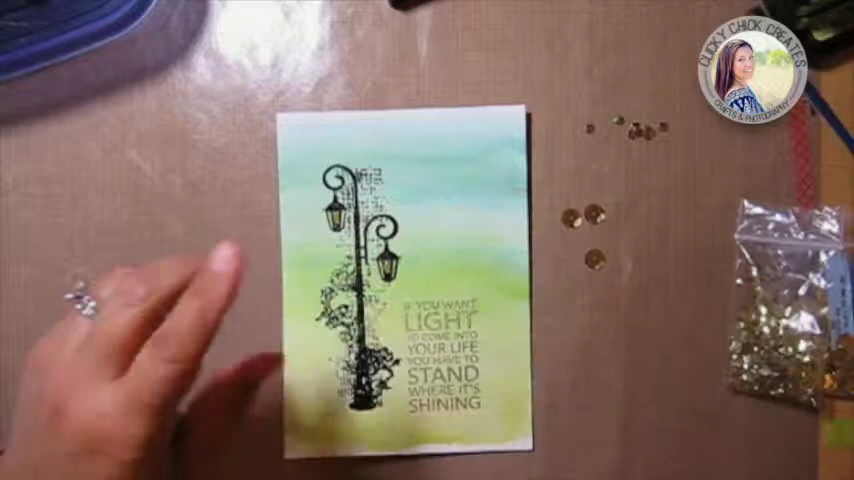 CLICKY CHICK CREATES
CRAFTS & PHOTOGRAPHY
IF YOU WANT
LIGHT
TO COME INTO
YOUR LIFE
YOU HAVE TO
STAND
WHERE IT'S
SHINING